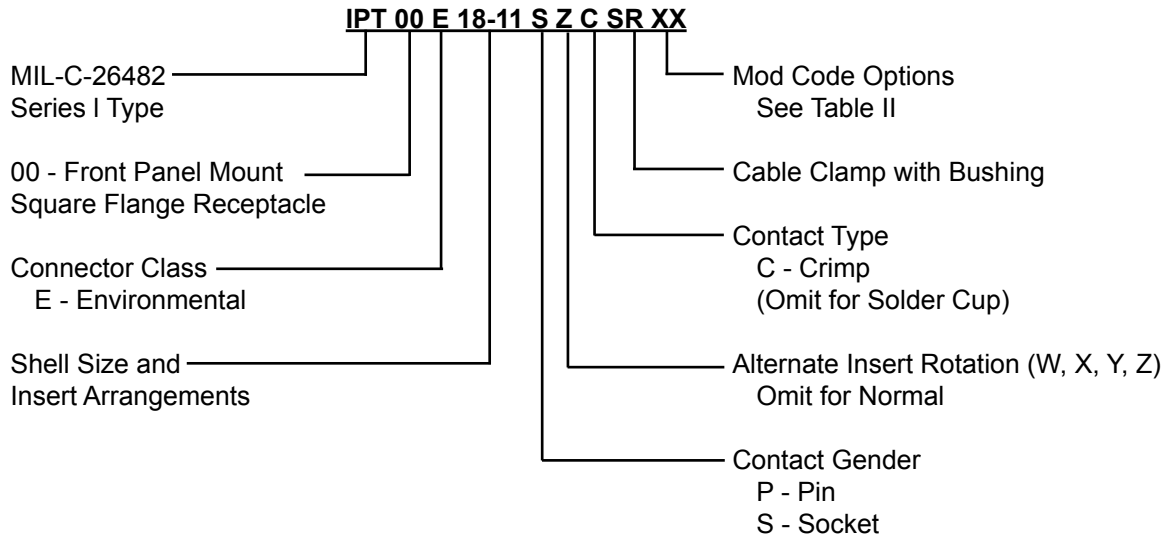 IPT 00 E 18-11 S Z C SR XX
MIL-C-26482
Series I Type
00 - Front Panel Mount
Square Flange Receptacle
Connector Class
E - Environmental
Shell Size and
Insert Arrangements
Mod Code Options
See Table II
Cable Clamp with Bushing
Contact Type
C - Crimp
(Omit for Solder Cup)
Alternate Insert Rotation (W, X, Y, Z)
Omit for Normal
Contact Gender
P - Pin
S - Socket